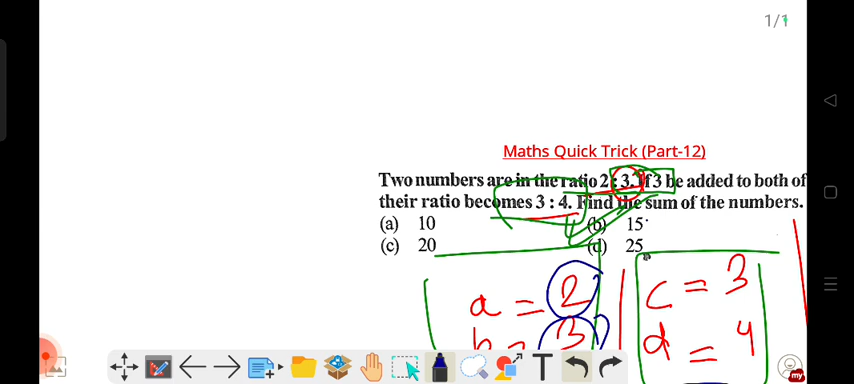 1/1
Maths Quick Trick (Part-12)
Two numbers are in the ratio 2 : 3. If 3 be added to both of
their ratio becomes 3 : 4. Find the sum of the numbers.
(a) 10 (b) 15
(c) 20 (d) 25
a = 2 c = 3
b = 3 d = 4
T
my